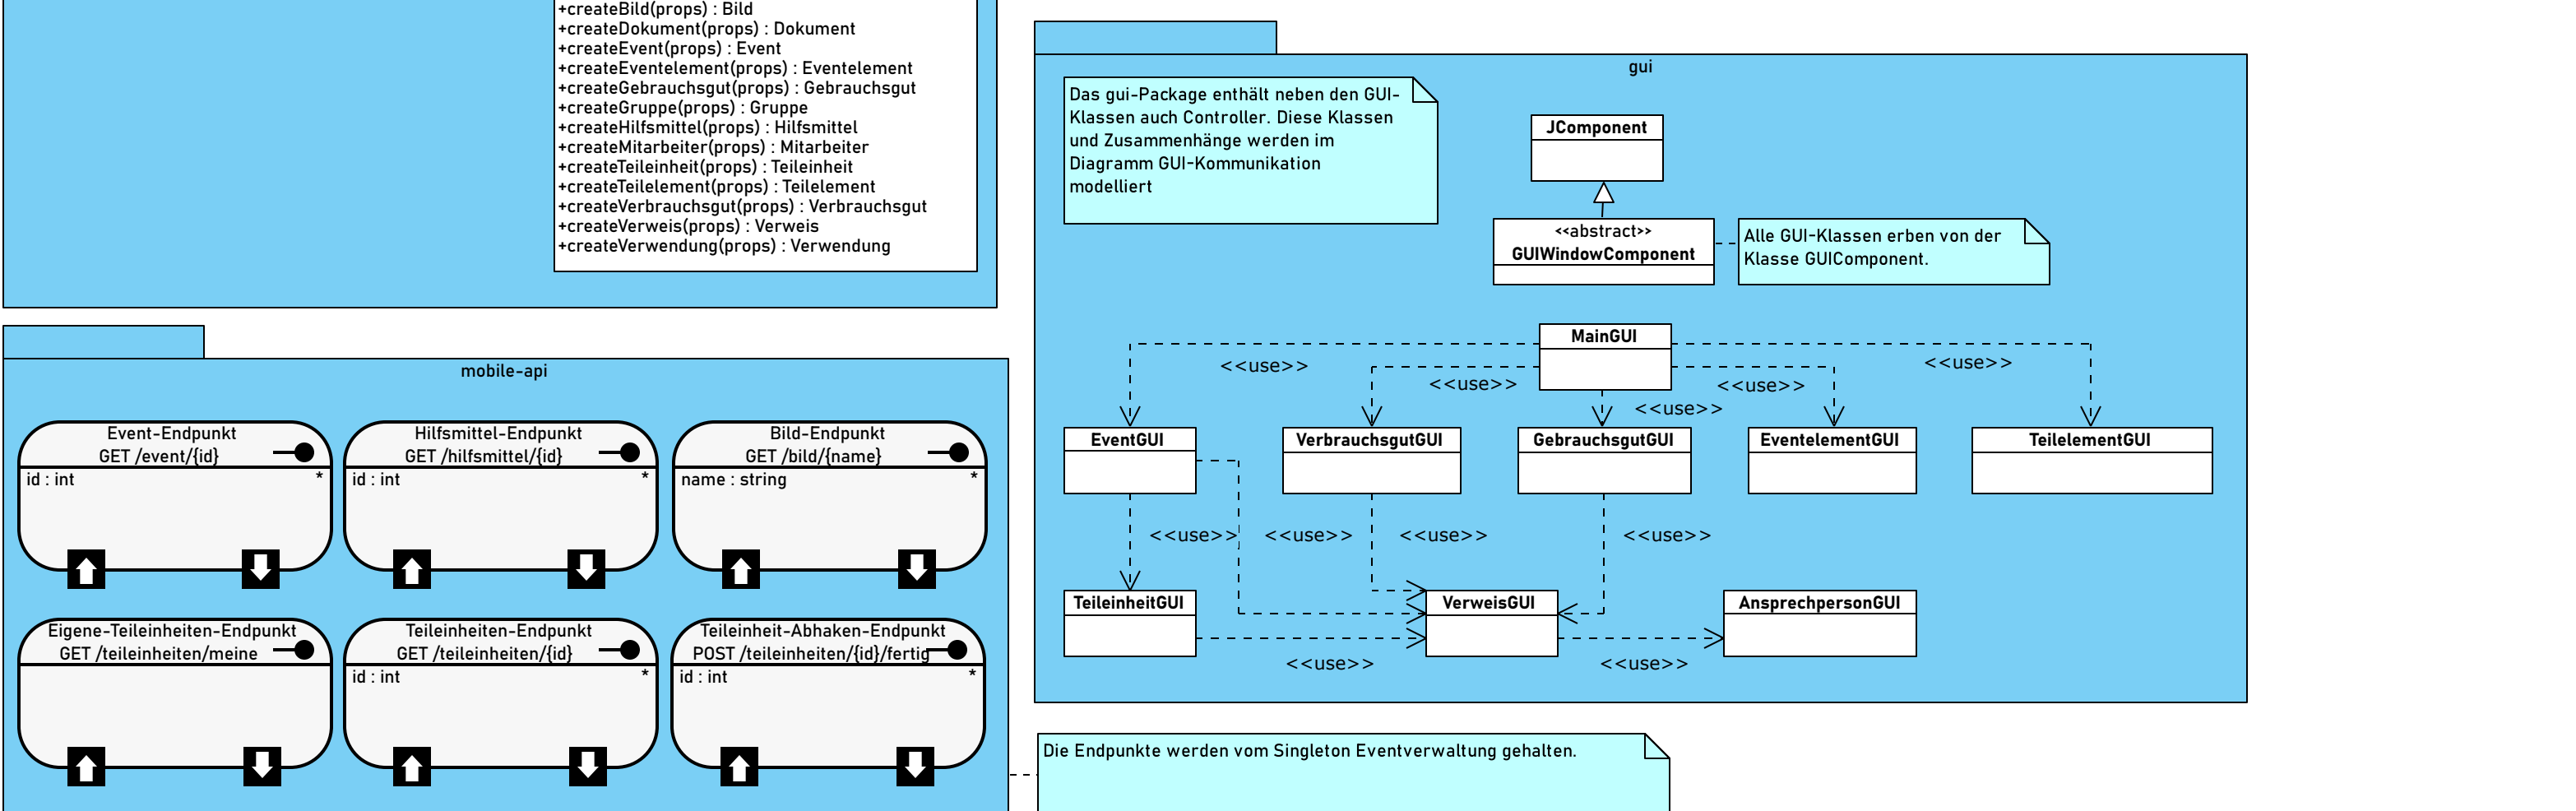 +createBild(props) : Bild
+createDokument(props) : Dokument
+createEvent(props) : Event
+createEventelement(props) : Eventelement
+createGebrauchsgut(props) : Gebrauchsgut
+createGruppe(props) : Gruppe
+createHilfsmittel(props) : Hilfsmittel
+createMitarbeiter(props) : Mitarbeiter
+createTeileinheit(props) : Teileinheit
+createTeilelement(props) : Teilelement
+createVerbrauchsgut(props) : Verbrauchsgut
+createVerweis(props) : Verweis
+createVerwendung(props) : Verwendung
mobile-api
Event-Endpunkt
GET /event/{id}
id : int
*
Hilfsmittel-Endpunkt
GET /hilfsmittel/{id}
id : int
*
Bild-Endpunkt
GET /bild/{name}
name : string
*
Eigene-Teileinheiten-Endpunkt
GET /teileinheiten/meine
Teileinheiten-Endpunkt
GET /teileinheiten/{id}
id : int
*
Teileinheit-Abhaken-Endpunkt
POST /teileinheiten/{id}/fertig
id : int
*
gui
Das gui-Package enthält neben den GUI-
Klassen auch Controller. Diese Klassen
und Zusammenhänge werden im
Diagramm GUI-Kommunikation
modelliert
JComponent
<<abstract>>
GUIWindowComponent
Alle GUI-Klassen erben von der
Klasse GUIComponent.
MainGUI
<<use>>
<<use>>
<<use>>
<<use>>
<<use>>
EventGUI
VerbrauchsgutGUI
GebrauchsgutGUI
EventelementGUI
TeilelementGUI
<<use>>
<<use>>
<<use>>
<<use>>
TeileinheitGUI
VerweisGUI
AnsprechpersonGUI
<<use>>
<<use>>
Die Endpunkte werden vom Singleton Eventverwaltung gehalten.